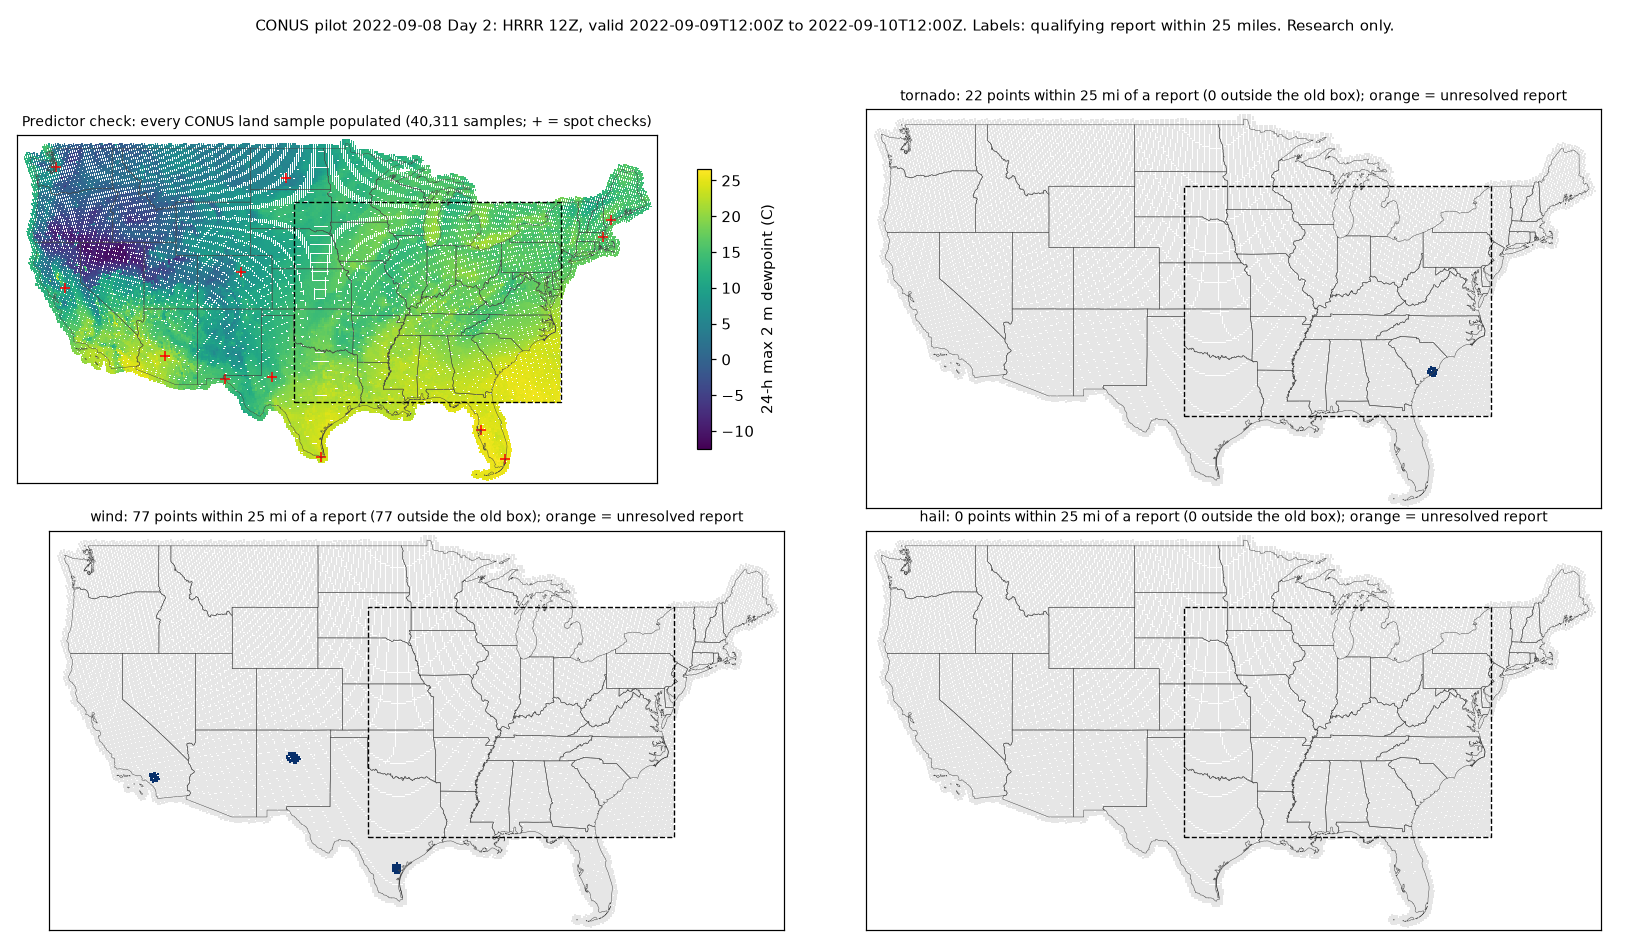 CONUS pilot 2022-09-08 Day 2: HRRR 12Z, valid 2022-09-09T12:00Z to 2022-09-10T12:00Z. Labels: qualifying report within 25 miles. Research only.
Predictor check: every CONUS land sample populated (40,311 samples; + = spot checks)
25
20
15
10
5
0
−5
−10
24-h max 2 m dewpoint (C)
tornado: 22 points within 25 mi of a report (0 outside the old box); orange = unresolved report
wind: 77 points within 25 mi of a report (77 outside the old box); orange = unresolved report
hail: 0 points within 25 mi of a report (0 outside the old box); orange = unresolved report